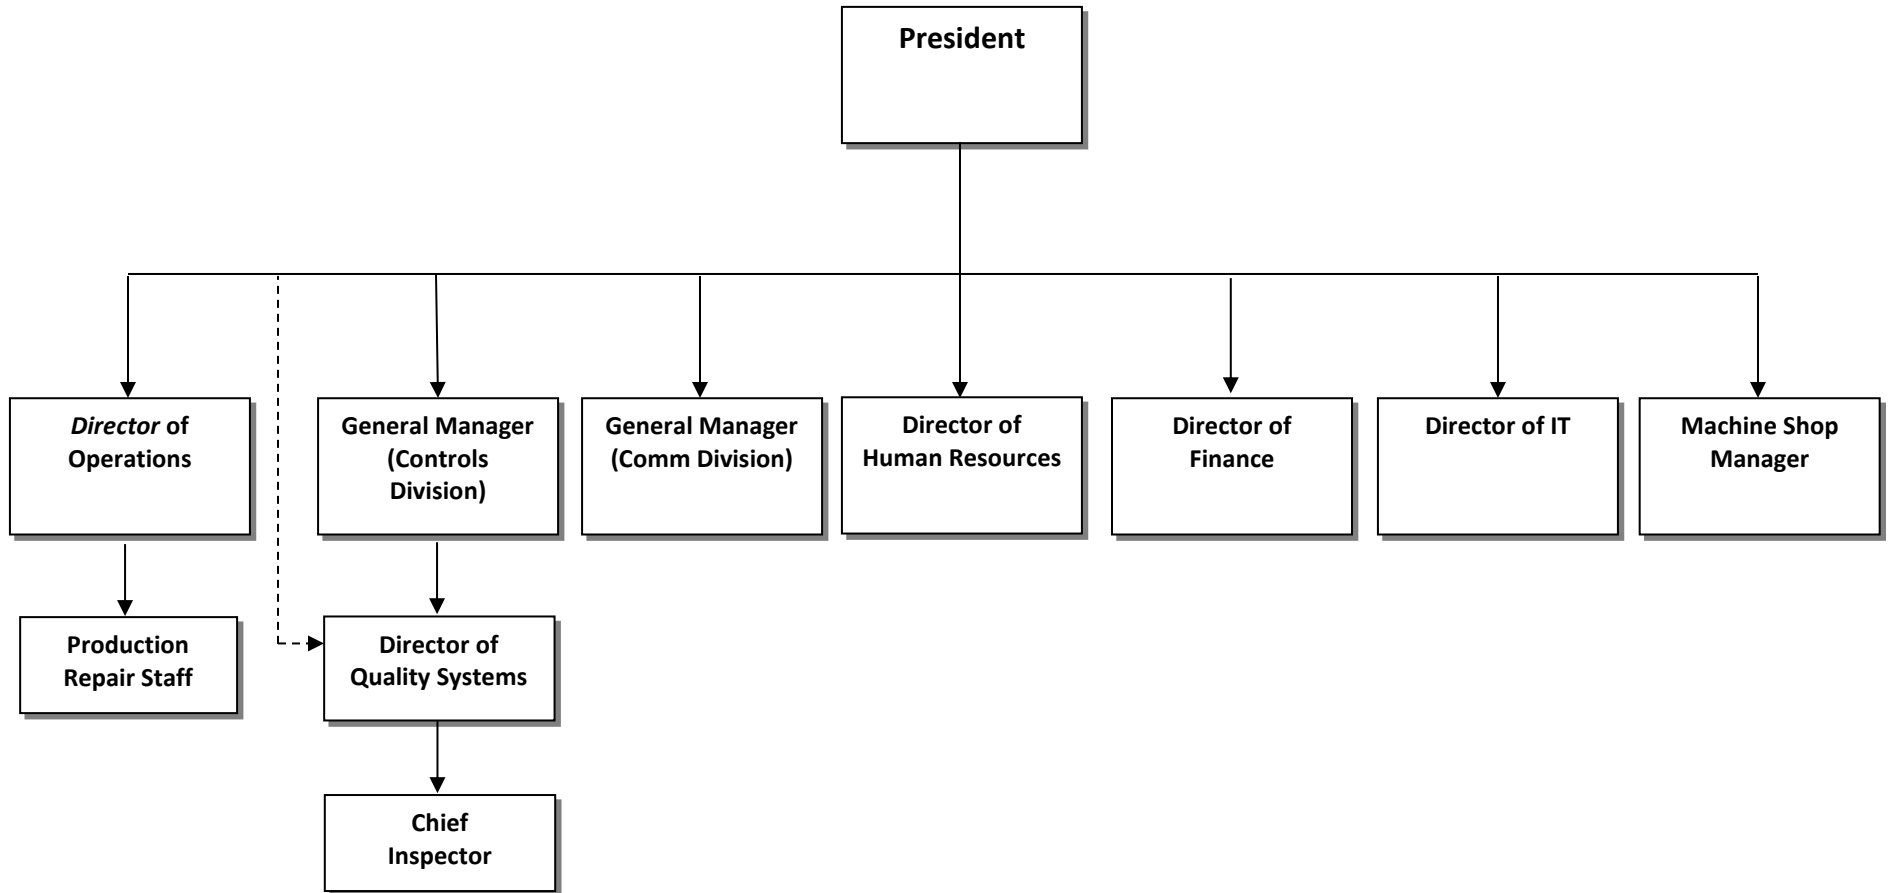 President
Director of
Operations
General Manager
(Controls
Division)
General Manager
(Comm Division)
Director of
Human Resources
Director of
Finance
Director of IT
Machine Shop
Manager
Production
Repair Staff
Director of
Quality Systems
Chief
Inspector